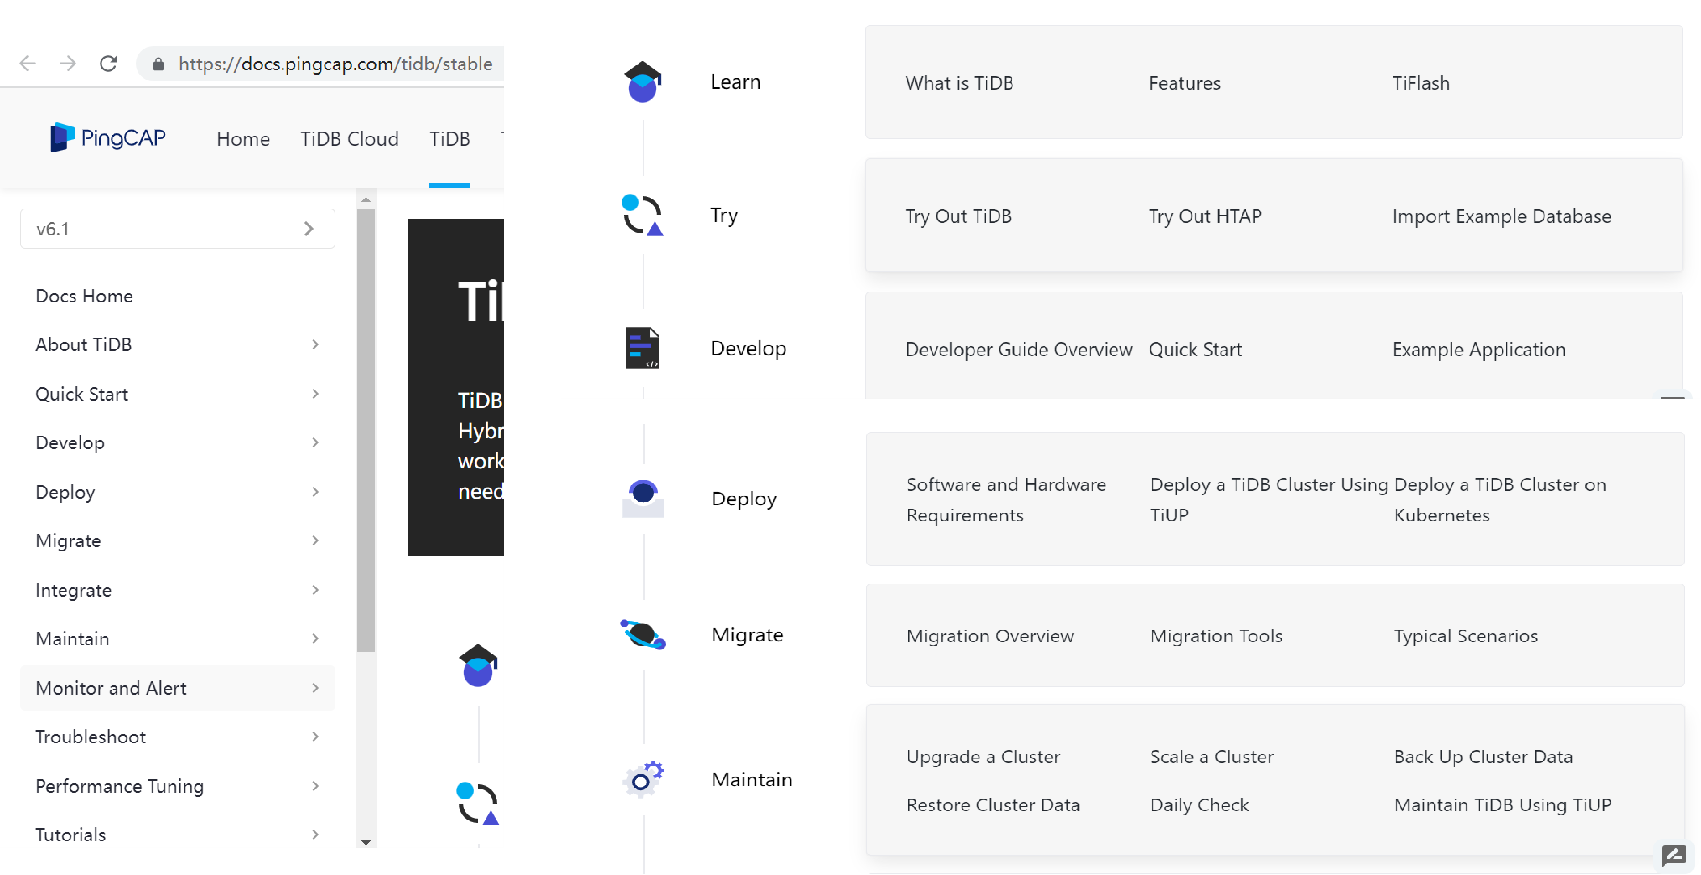 https://docs.pingcap.com/tidb/stable
PingCAP Home TiDB Cloud TiDB
v6.1
Docs Home
About TiDB
Quick Start
Develop
Deploy
Migrate
Integrate
Maintain
Monitor and Alert
Troubleshoot
Performance Tuning
Tutorials
TiDB
Hybr
work
need
Learn
What is TiDB Features TiFlash
Try
Try Out TiDB Try Out HTAP Import Example Database
Develop
Developer Guide Overview Quick Start Example Application
Deploy
Software and Hardware Requirements
Deploy a TiDB Cluster Using TiUP
Deploy a TiDB Cluster on Kubernetes
Migrate
Migration Overview Migration Tools Typical Scenarios
Maintain
Upgrade a Cluster Scale a Cluster Back Up Cluster Data
Restore Cluster Data Daily Check Maintain TiDB Using TiUP